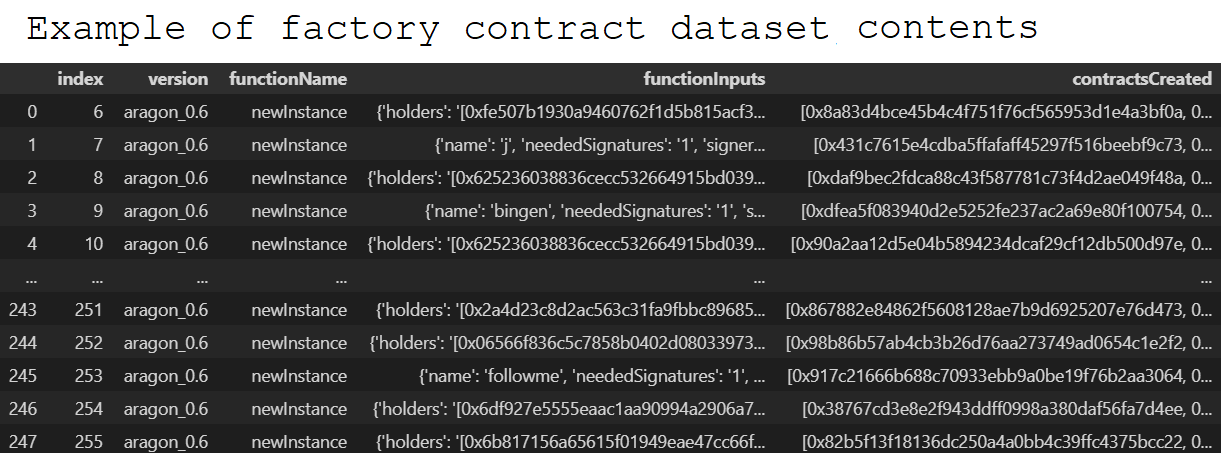 Example of factory contract dataset contents
index version functionName functionInputs contractsCreated
0 6 aragon_0.6 newInstance {'holders': '[0xfe507b1930a9460762f1d5b815acf3... [0x8a83d4bce45b4c4f751f76cf565953d1e4a3bf0a, 0...
1 7 aragon_0.6 newInstance {'name': 'j', 'neededSignatures': '1', 'signer... [0x431c7615e4cdba5ffafaff45297f516beebf9c73, 0...
2 8 aragon_0.6 newInstance {'holders': '[0x625236038836cecc532664915bd039... [0xdaf9bec2fdca88c43f587781c73f4d2ae049f48a, 0...
3 9 aragon_0.6 newInstance {'name': 'bingen', 'neededSignatures': '1', 's... [0xdfea5f083940d2e5252fe237ac2a69e80f100754, 0...
4 10 aragon_0.6 newInstance {'holders': '[0x625236038836cecc532664915bd039... [0x90a2aa12d5e04b5894234dcaf29cf12db500d97e, 0...
... ... ... ... ... ...
243 251 aragon_0.6 newInstance {'holders': '[0x2a4d23c8d2ac563c31fa9fbbc89685... [0x867882e84862f5608128ae7b9d6925207e76d473, 0...
244 252 aragon_0.6 newInstance {'holders': '[0x06566f836c5c7858b0402d08033973... [0x98b86b57ab4cb3b26d76aa273749ad0654c1e2f2, 0...
245 253 aragon_0.6 newInstance {'name': 'followme', 'neededSignatures': '1', ... [0x917c21666b688c70933ebb9a0be19f76b2aa3064, 0...
246 254 aragon_0.6 newInstance {'holders': '[0x6df927e5555eaac1aa90994a2906a7... [0x38767cd3e8e2f943ddff0998a380daf56fa7d4ee, 0...
247 255 aragon_0.6 newInstance {'holders': '[0x6b817156a65615f01949eae47cc66f... [0x82b5f13f18136dc250a4a0bb4c39ffc4375bcc22, 0...